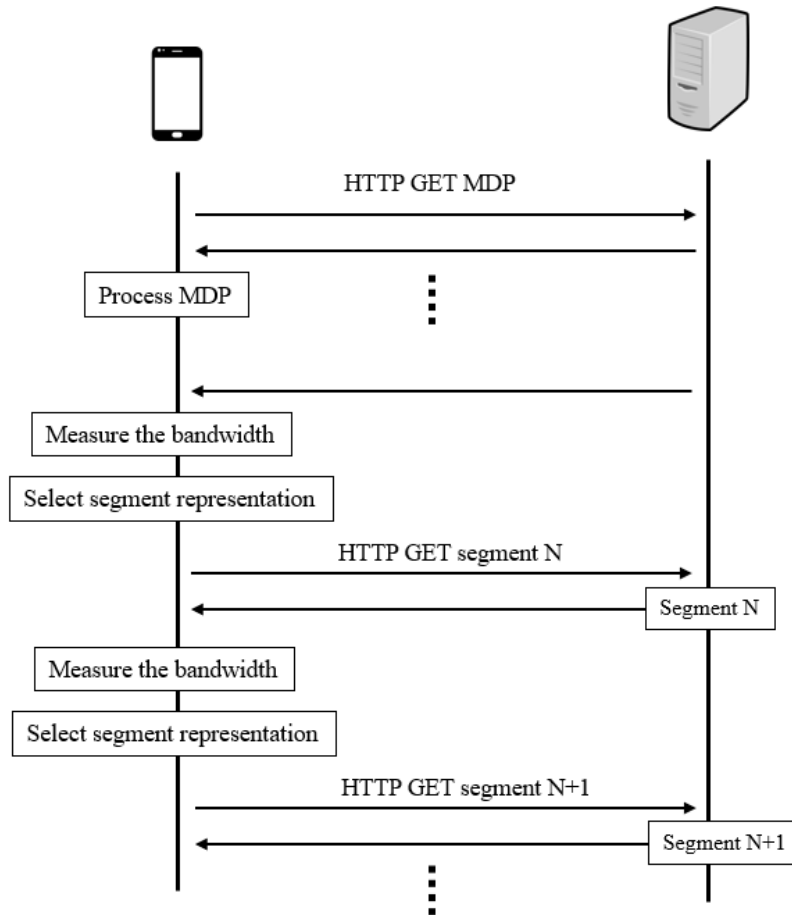 HTTP GET MDP
Process MDP
Measure the bandwidth
Select segment representation
HTTP GET segment N
Segment N
Measure the bandwidth
Select segment representation
HTTP GET segment N+1
Segment N+1